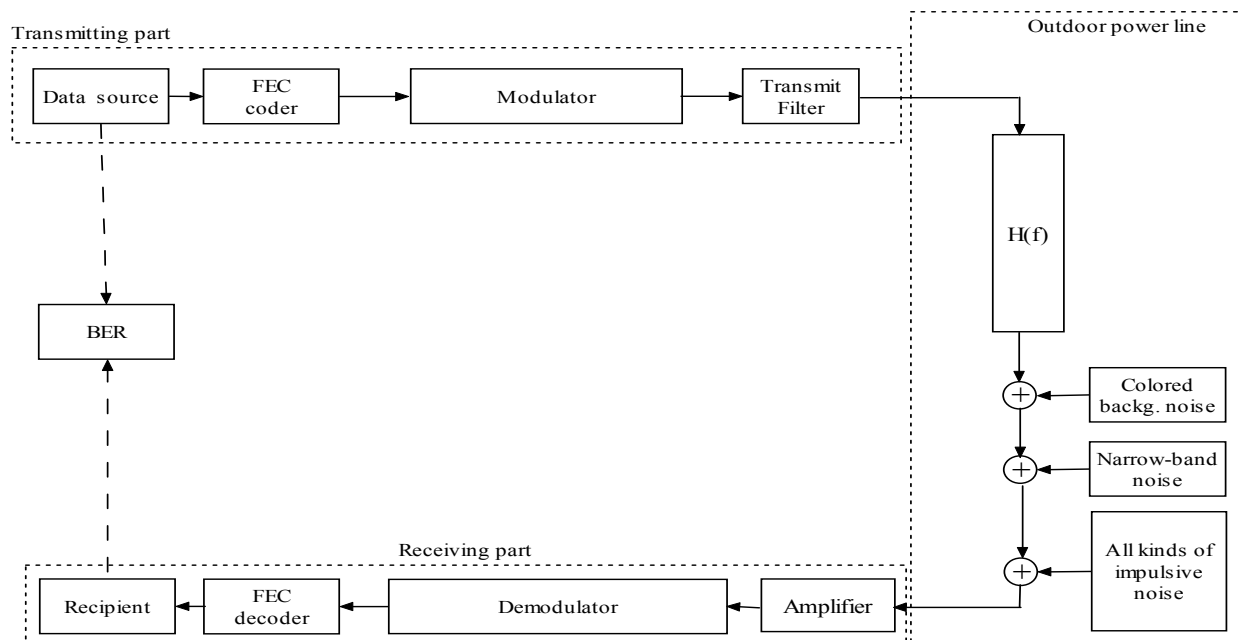 Transmitting part
Outdoor power line
Data source
FEC
coder
Modulator
Transmit
Filter
H(f)
BER
Colored
backg. noise
Narrow-band
noise
All kinds of
impulsive
noise
Receiving part
Recipient
FEC
decoder
Demodulator
Amplifier